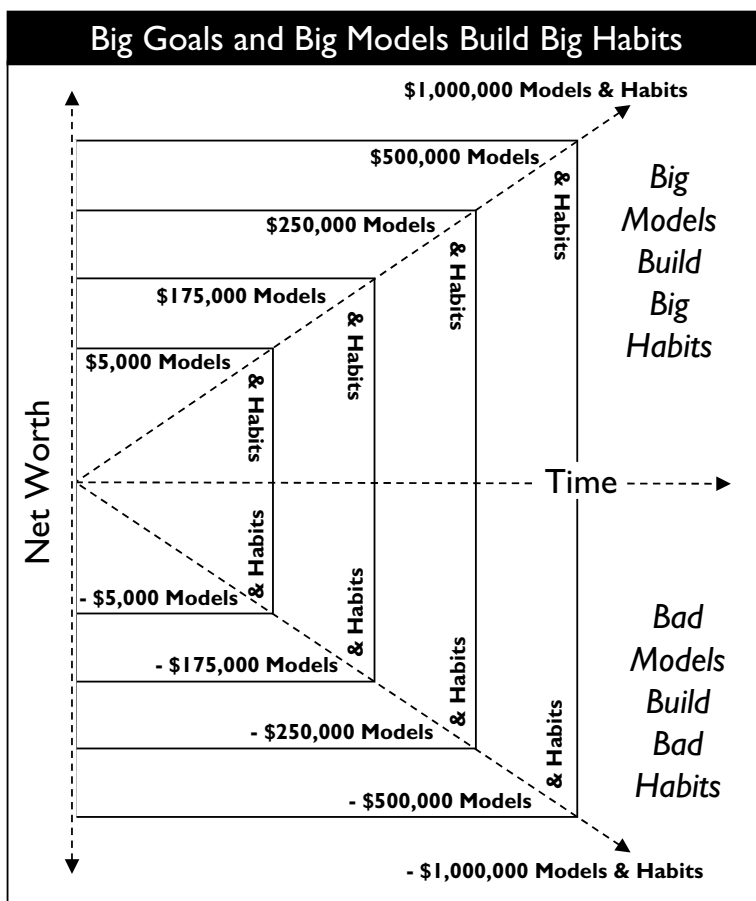 Big Goals and Big Models Build Big Habits
$1,000,000 Models & Habits
$500,000 Models
& Habits
$250,000 Models
& Habits
$175,000 Models
& Habits
$5,000 Models
& Habits
Big
Models
Build
Big
Habits
Net Worth
Time
- $5,000 Models
& Habits
- $175,000 Models
& Habits
- $250,000 Models
& Habits
- $500,000 Models
& Habits
Bad
Models
Build
Bad
Habits
- $1,000,000 Models & Habits